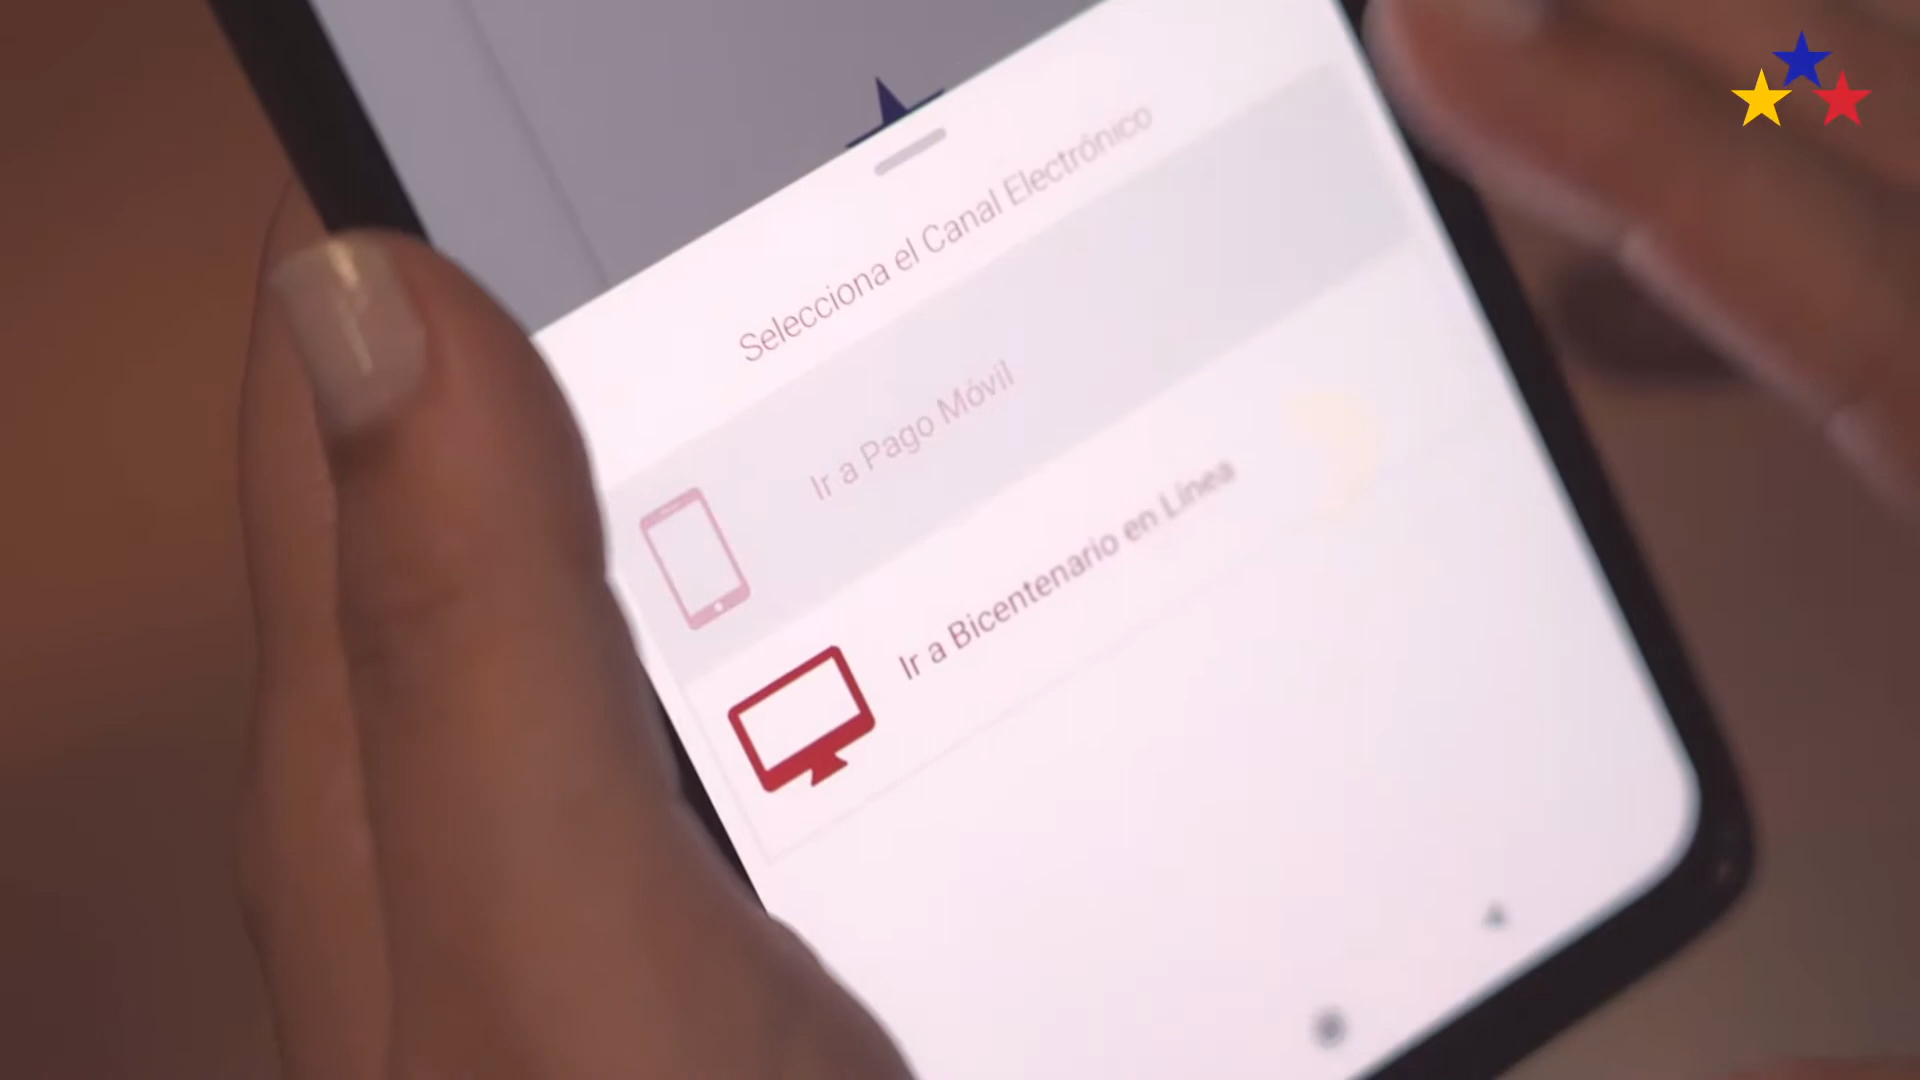 Selecciona el Canal Electrónico
Ir a Pago Móvil
Ir a Bicentenario en Línea